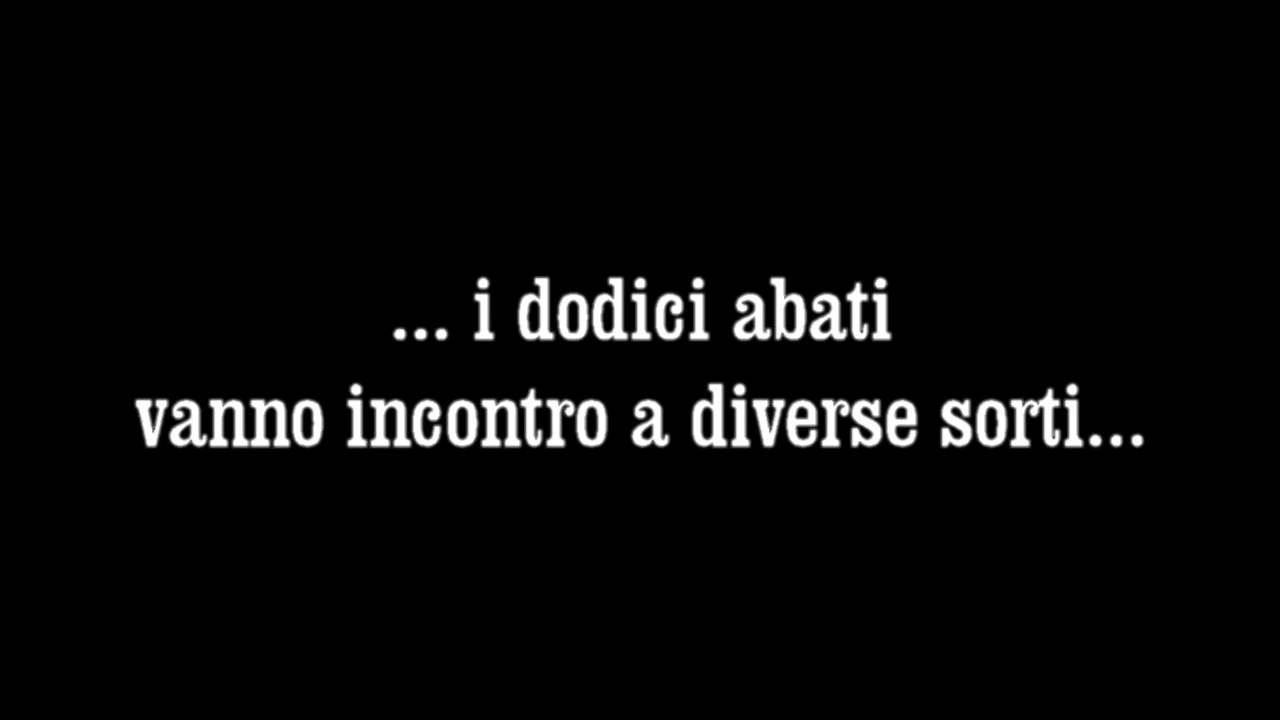 ... i dodici abati
vanno incontro a diverse sorti...